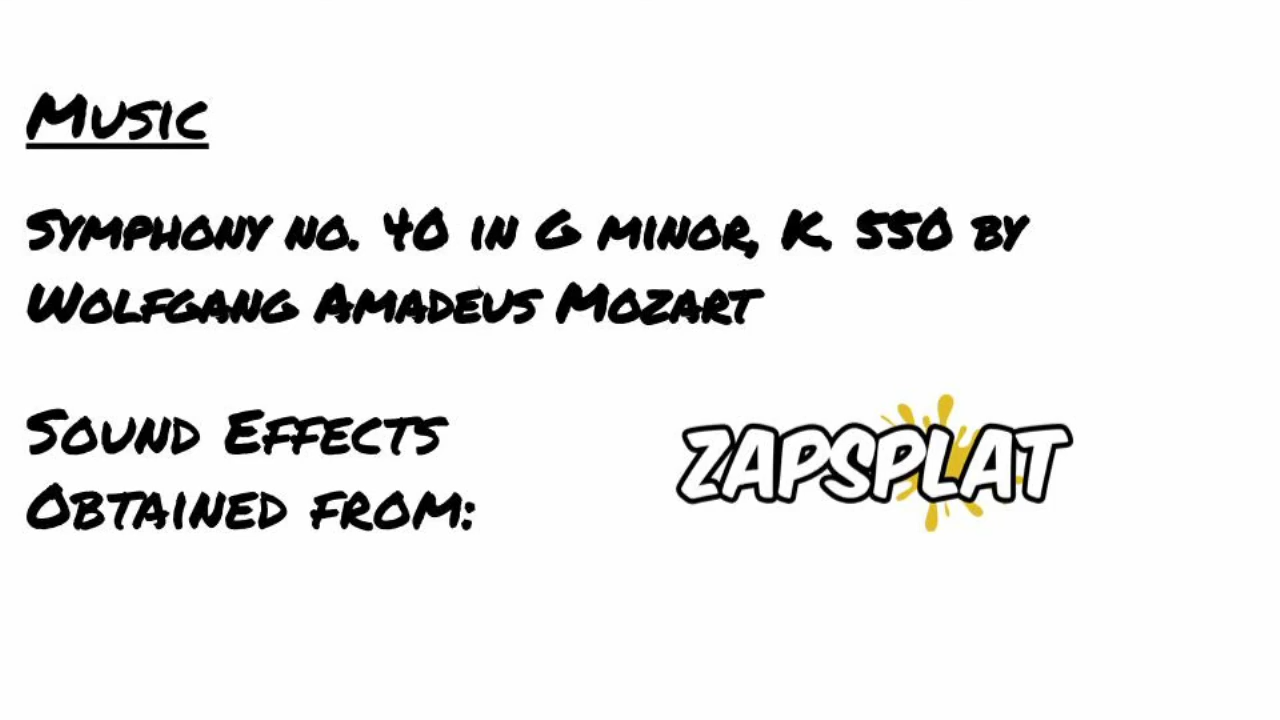 Music
Symphony no. 40 in G minor, K. 550 by
Wolfgang Amadeus Mozart
Sound Effects
Obtained from:
ZAPSPLAT